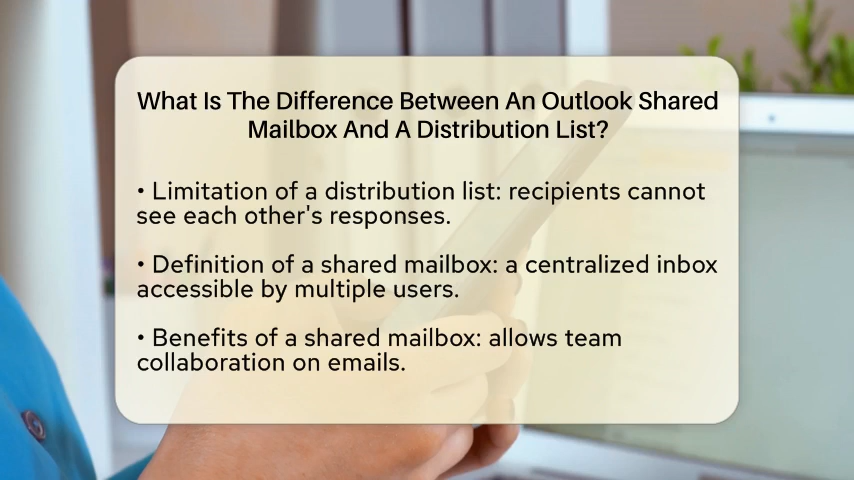 What Is The Difference Between An Outlook Shared
Mailbox And A Distribution List?
• Limitation of a distribution list: recipients cannot
see each other's responses.
• Definition of a shared mailbox: a centralized inbox
accessible by multiple users.
• Benefits of a shared mailbox: allows team
collaboration on emails.